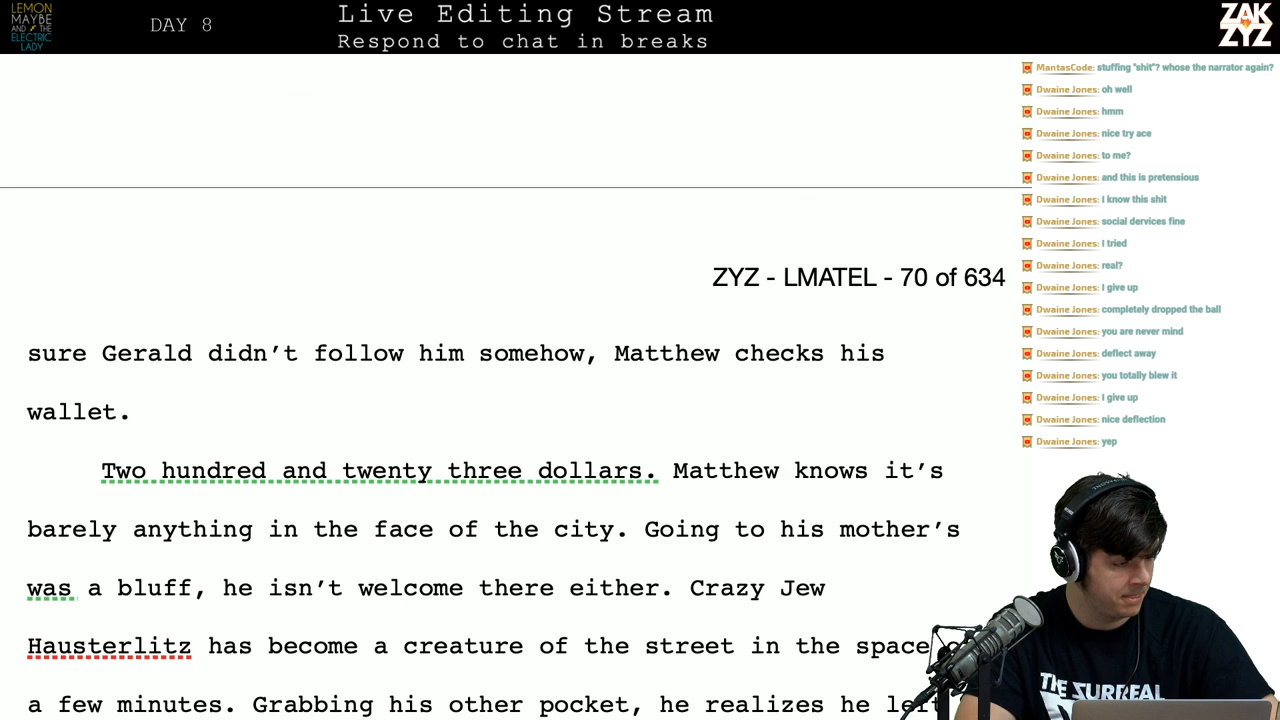 LEMON
MAYBE
AND THE
ELECTRIC
LADY
DAY 8
Live Editing Stream
Respond to chat in breaks
ZAK
ZYZ
MantasCode: stuffing "shit"? whose the narrator again?
Dwaine Jones: oh well
Dwaine Jones: hmm
Dwaine Jones: nice try ace
Dwaine Jones: to me?
Dwaine Jones: and this is pretensious
Dwaine Jones: I know this shit
Dwaine Jones: social dervices fine
Dwaine Jones: I tried
Dwaine Jones: real?
Dwaine Jones: I give up
Dwaine Jones: completely dropped the ball
Dwaine Jones: you are never mind
Dwaine Jones: deflect away
Dwaine Jones: you totally blew it
Dwaine Jones: I give up
Dwaine Jones: nice deflection
Dwaine Jones: yep
ZYZ - LMATEL - 70 of 634
sure Gerald didn’t follow him somehow, Matthew checks his
wallet.
Two hundred and twenty three dollars. Matthew knows it’s
barely anything in the face of the city. Going to his mother’s
was a bluff, he isn’t welcome there either. Crazy Jew
Hausterlitz has become a creature of the street in the space
a few minutes. Grabbing his other pocket, he realizes he left
THE SURREAL